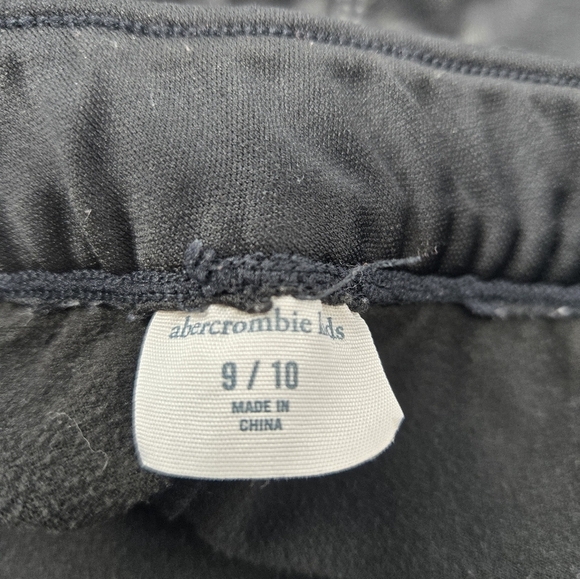 abercrombie kids
9 / 10
MADE IN
CHINA